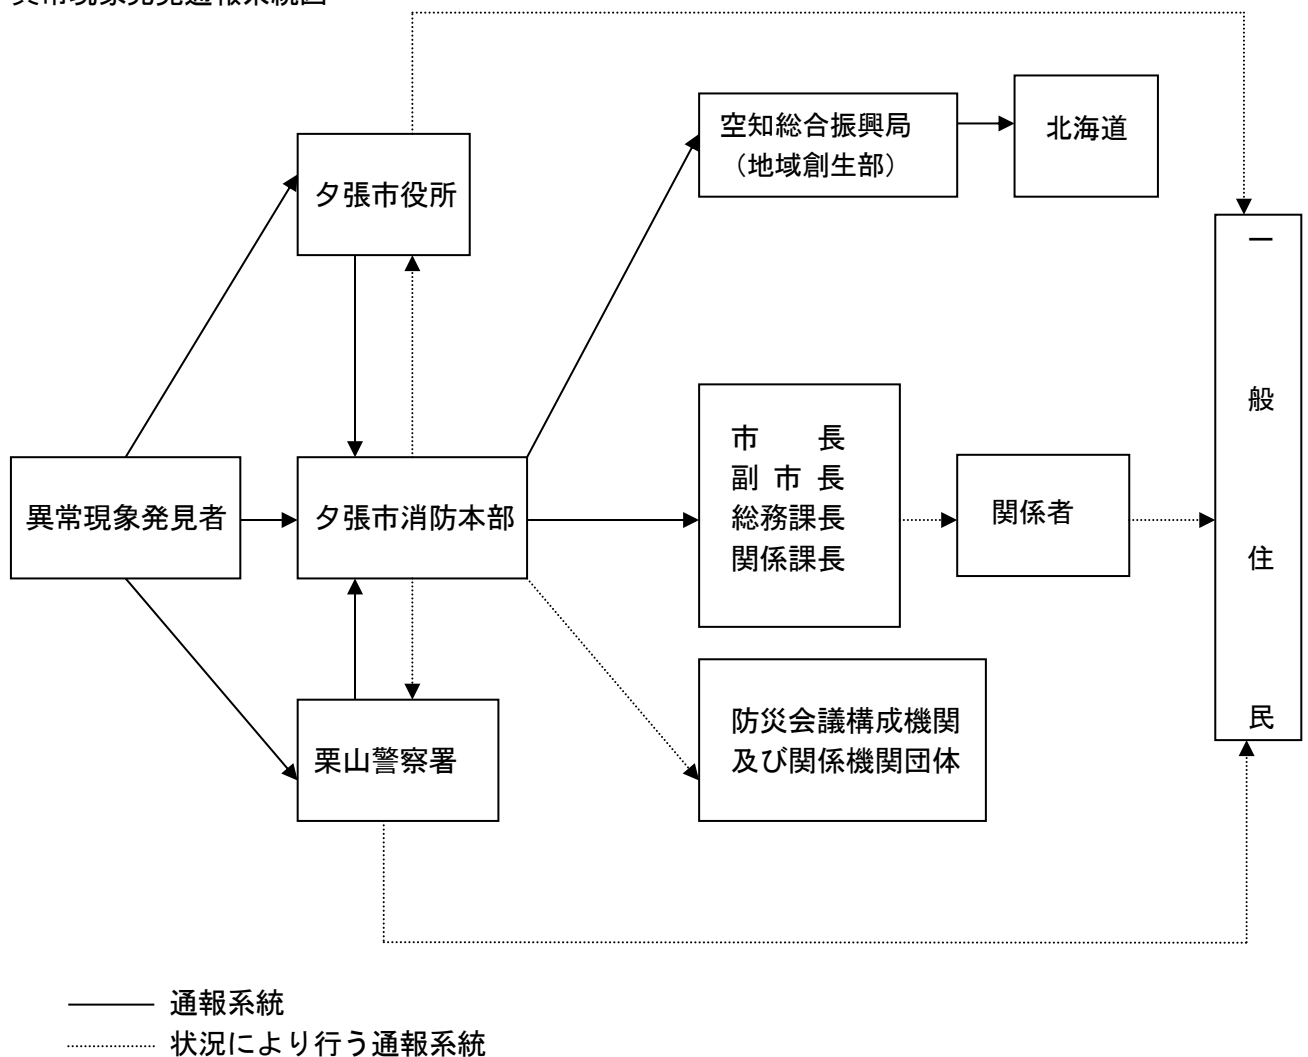 夕張市役所
空知総合振興局
（地域創生部）
北海道
異常現象発見者
夕張市消防本部
市長
副市長
総務課長
関係課長
関係者
一般住民
栗山警察署
防災会議構成機関
及び関係機関団体
通報系統
状況により行う通報系統